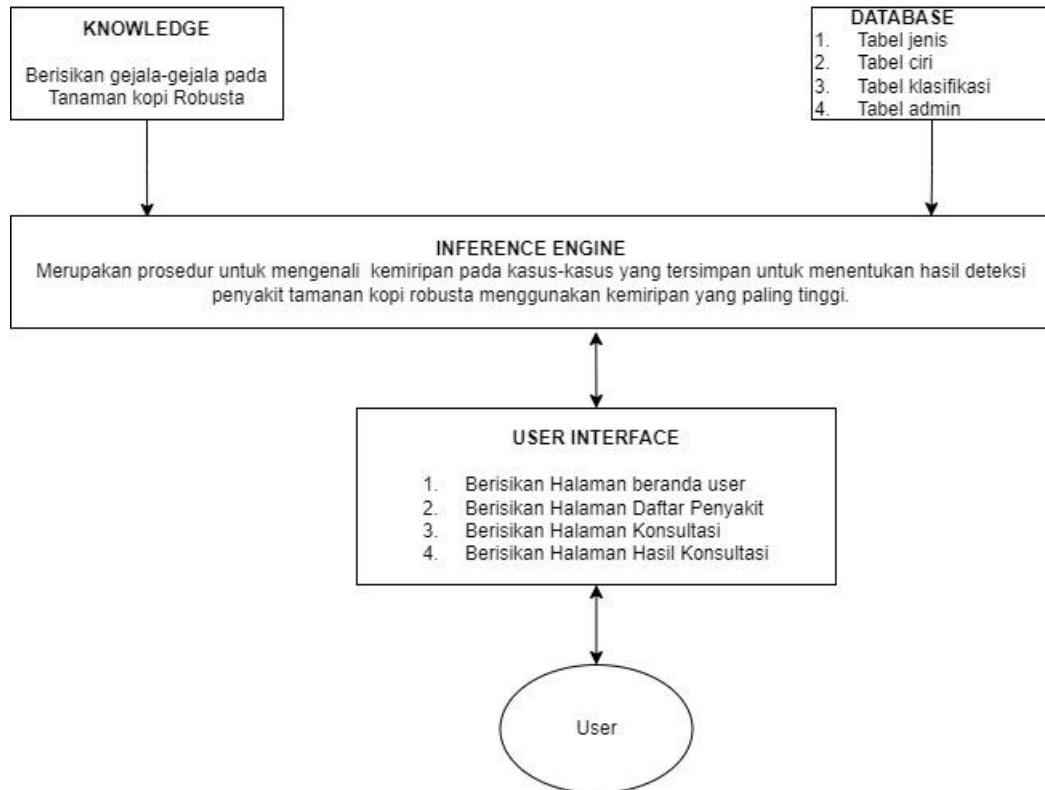 KNOWLEDGE
Berisikan gejala-gejala pada
Tanaman kopi Robusta
DATABASE
1. Tabel jenis
2. Tabel ciri
3. Tabel klasifikasi
4. Tabel admin
INFERENCE ENGINE
Merupakan prosedur untuk mengenali kemiripan pada kasus-kasus yang tersimpan untuk menentukan hasil deteksi
penyakit tamanan kopi robusta menggunakan kemiripan yang paling tinggi.
USER INTERFACE
1. Berisikan Halaman beranda user
2. Berisikan Halaman Daftar Penyakit
3. Berisikan Halaman Konsultasi
4. Berisikan Halaman Hasil Konsultasi
User